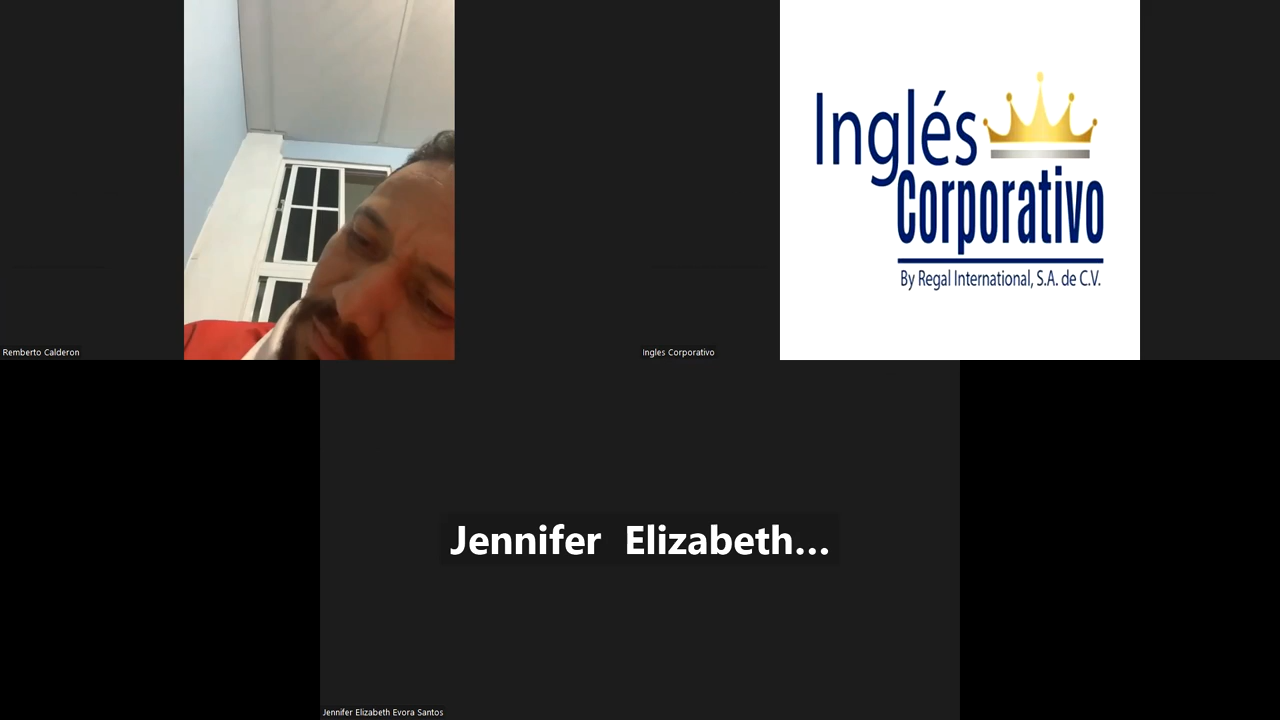 Inglés
Corporativo
By Regal International, S.A. de C.V.
Remberto Calderon
Ingles Corporativo
Jennifer Elizabeth...
Jennifer Elizabeth Evora Santos